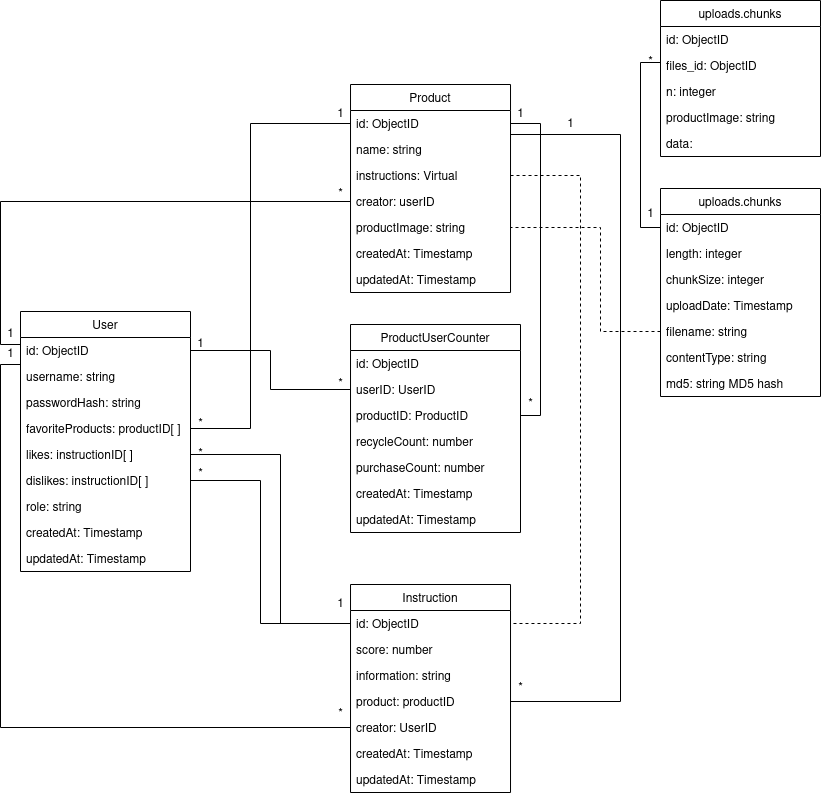 uploads.chunks
id: ObjectID
files_id: ObjectID
n: integer
productImage: string
data:
*
1
uploads.chunks
id: ObjectID
length: integer
chunkSize: integer
uploadDate: Timestamp
filename: string
contentType: string
md5: string MD5 hash
Product
id: ObjectID
name: string
instructions: Virtual
creator: userID
productImage: string
createdAt: Timestamp
updatedAt: Timestamp
1
1
1
*
User
id: ObjectID
username: string
passwordHash: string
favoriteProducts: productID[ ]
likes: instructionID[ ]
dislikes: instructionID[ ]
role: string
createdAt: Timestamp
updatedAt: Timestamp
1
1
1
*
*
*
ProductUserCounter
id: ObjectID
userID: UserID
productID: ProductID
recycleCount: number
purchaseCount: number
createdAt: Timestamp
updatedAt: Timestamp
*
*
Instruction
id: ObjectID
score: number
information: string
product: productID
creator: UserID
createdAt: Timestamp
updatedAt: Timestamp
1
*
*